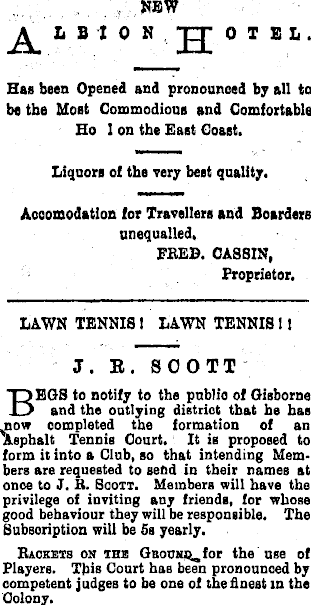 NEW
ALBION HOTEL.
Has been Opened and pronounced by all to
be the Most Commodious and Comfortable
Ho l on the East Coast.
Liquors of the very best quality.
Accomodation for Travellers and Boarders
unequalled.
FRED. CASSIN,
Proprietor.
LAWN TENNIS! LAWN TENNIS!!
J. R. SCOTT
BEGS to notify to the public of Gisborne
and the outlying district that he has
now completed the formation of an
Asphalt Tennis Court. It is proposed to
form it into a Club, so that intending Mem-
bers are requested to send in their names at
once to J. R. SCOTT. Members will have the
privilege of inviting any friends, for whose
good behaviour they will be responsible. The
Subscription will be 5s yearly.
RACKETS ON THE GROUND for the use of
Players. This Court has been pronounced by
competent judges to be one of the finest in the
Colony.